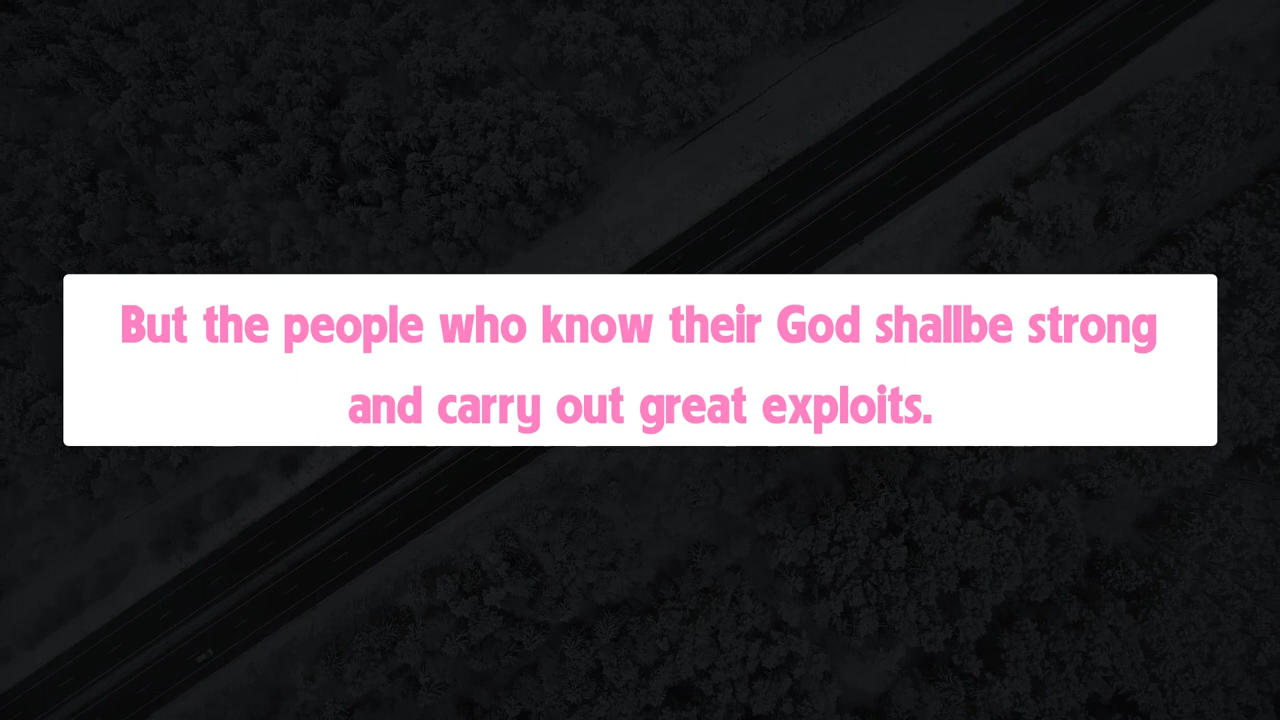 But the people who know their God shallbe strong
and carry out great exploits.